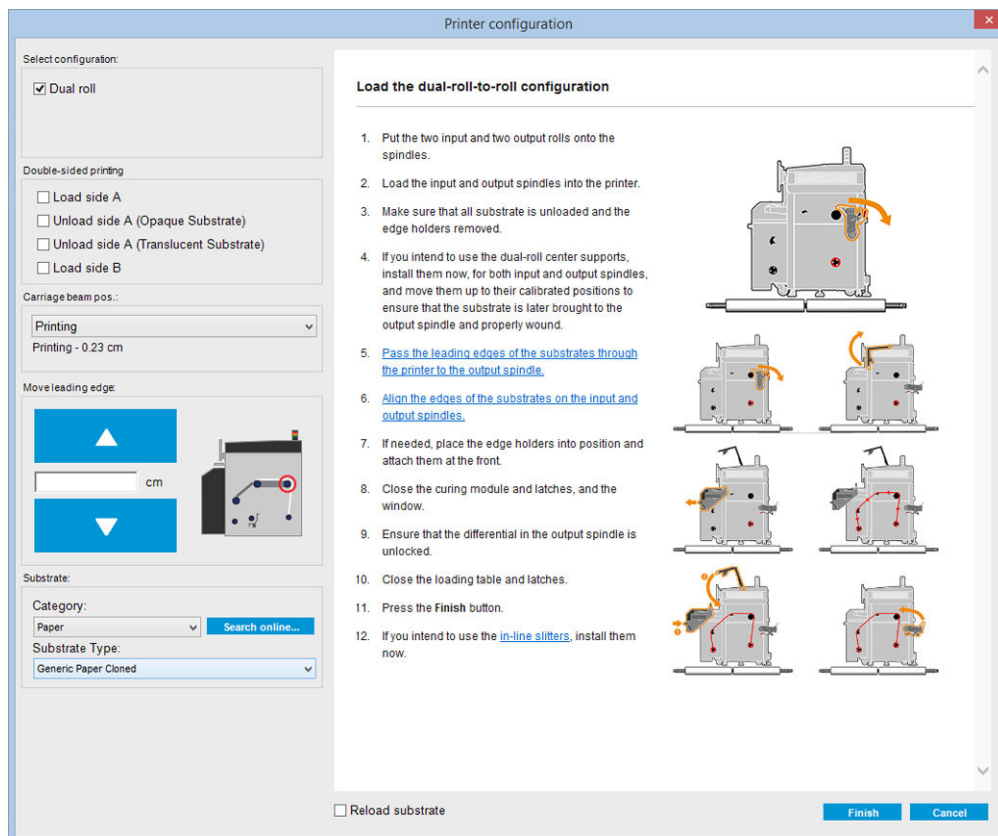 Printer configuration
Select configuration:
Dual roll
Double-sided printing
Load side A
Unload side A (Opaque Substrate)
Unload side A (Translucent Substrate)
Load side B
Carriage beam pos.:
Printing
Printing - 0.23 cm
Move leading edge:
cm
Substrate:
Category:
Paper
Search online...
Substrate Type:
Generic Paper Cloned
Load the dual-roll-to-roll configuration
1. Put the two input and two output rolls onto the
spindles.
2. Load the input and output spindles into the printer.
3. Make sure that all substrate is unloaded and the
edge holders removed.
4. If you intend to use the dual-roll center supports,
install them now, for both input and output spindles,
and move them up to their calibrated positions to
ensure that the substrate is later brought to the
output spindle and properly wound.
5. Pass the leading edges of the substrates through
the printer to the output spindle.
6. Align the edges of the substrates on the input and
output spindles.
7. If needed, place the edge holders into position and
attach them at the front.
8. Close the curing module and latches, and the
window.
9. Ensure that the differential in the output spindle is
unlocked.
10. Close the loading table and latches.
11. Press the Finish button.
12. If you intend to use the in-line slitters, install them
now.
Reload substrate
Finish
Cancel